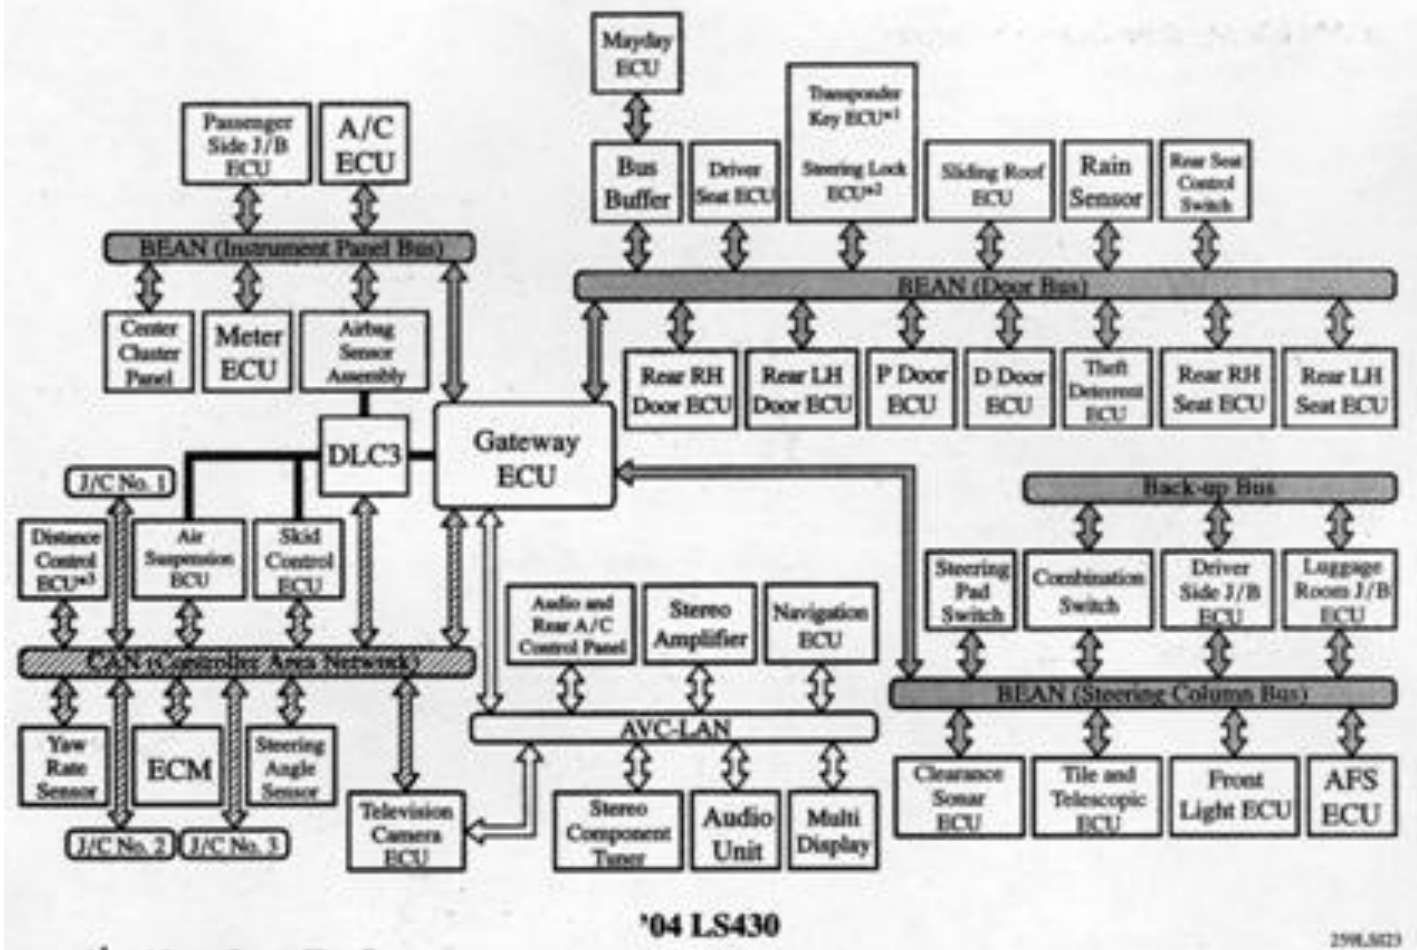 Mayday
ECU
Passenger
Side J/B
ECU
A/C
ECU
Bus
Buffer
Driver
Seat ECU
Transponder
Key ECU*1
Steering Lock
ECU*2
Sliding Roof
ECU
Rain
Sensor
Rear Seat
Control
Switch
BEAN (Instrument Panel Bus)
BEAN (Door Bus)
Center
Cluster
Panel
Meter
ECU
Airbag
Sensor
Assembly
Rear RH
Door ECU
Rear LH
Door ECU
P Door
ECU
D Door
ECU
Theft
Deterrent
ECU
Rear RH
Seat ECU
Rear LH
Seat ECU
DLC3
Gateway
ECU
J/C No. 1
Back-up Bus
Distance
Control
ECU*3
Air
Suspension
ECU
Skid
Control
ECU
Audio and
Rear A/C
Control Panel
Stereo
Amplifier
Navigation
ECU
Steering
Pad
Switch
Combination
Switch
Driver
Side J/B
ECU
Luggage
Room J/B
ECU
CAN (Controller Area Network)
BEAN (Steering Column Bus)
AVC-LAN
Yaw
Rate
Sensor
ECM
Steering
Angle
Sensor
J/C No. 2
J/C No. 3
Television
Camera
ECU
Stereo
Component
Tuner
Audio
Unit
Multi
Display
Clearance
Sonar
ECU
Tile and
Telescopic
ECU
Front
Light ECU
AFS
ECU
'04 LS430
259LSI23